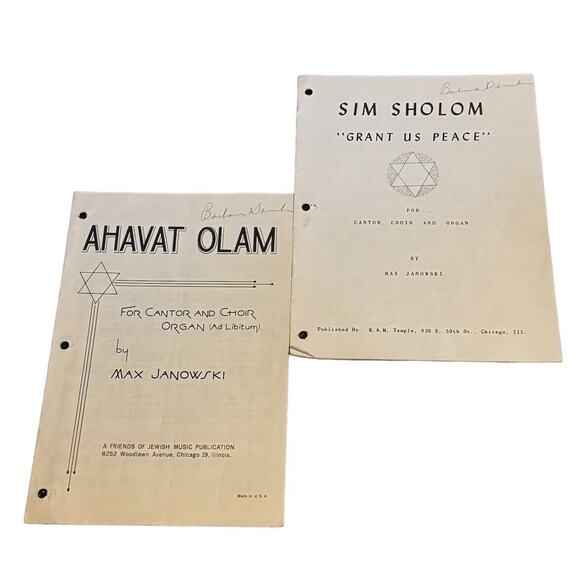 Barbara
AHAVAT OLAM
FOR CANTOR AND CHOIR
ORGAN (Ad Libitum)
by
MAX JANOWSKI
A FRIENDS OF JEWISH MUSIC PUBLICATION
8252 Woodlawn Avenue, Chicago 19, Illinois.
Made in U.S.A
Barbara
SIM SHOLOM
"GRANT US PEACE"
FOR
CANTOR, CHOIR AND ORGAN
BY
MAX JANOWSKI
Published By: K.A.M. Temple, 930 E. 50th St., Chicago, Ill.